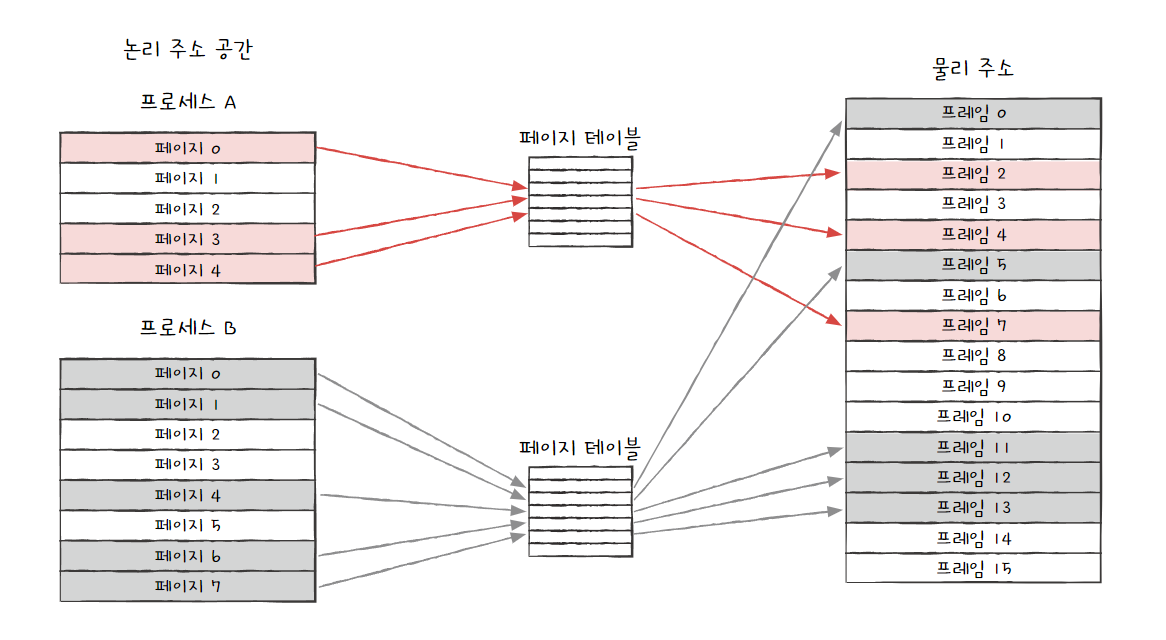 논리 주소 공간
프로세스 A
페이지 0
페이지 1
페이지 2
페이지 3
페이지 4
프로세스 B
페이지 0
페이지 1
페이지 2
페이지 3
페이지 4
페이지 5
페이지 6
페이지 7
페이지 테이블
페이지 테이블
물리 주소
프레임 0
프레임 1
프레임 2
프레임 3
프레임 4
프레임 5
프레임 6
프레임 7
프레임 8
프레임 9
프레임 10
프레임 11
프레임 12
프레임 13
프레임 14
프레임 15